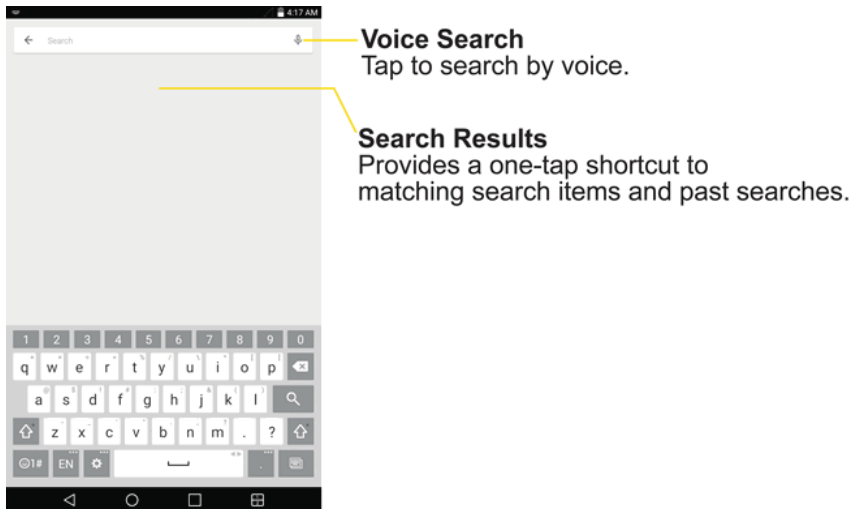 4:17 AM
Search
Voice Search
Tap to search by voice.
Search Results
Provides a one-tap shortcut to
matching search items and past searches.
1 2 3 4 5 6 7 8 9 0
q w e r t y u i o p
a s d f g h j k l
z x c v b n m . ?
1# EN .